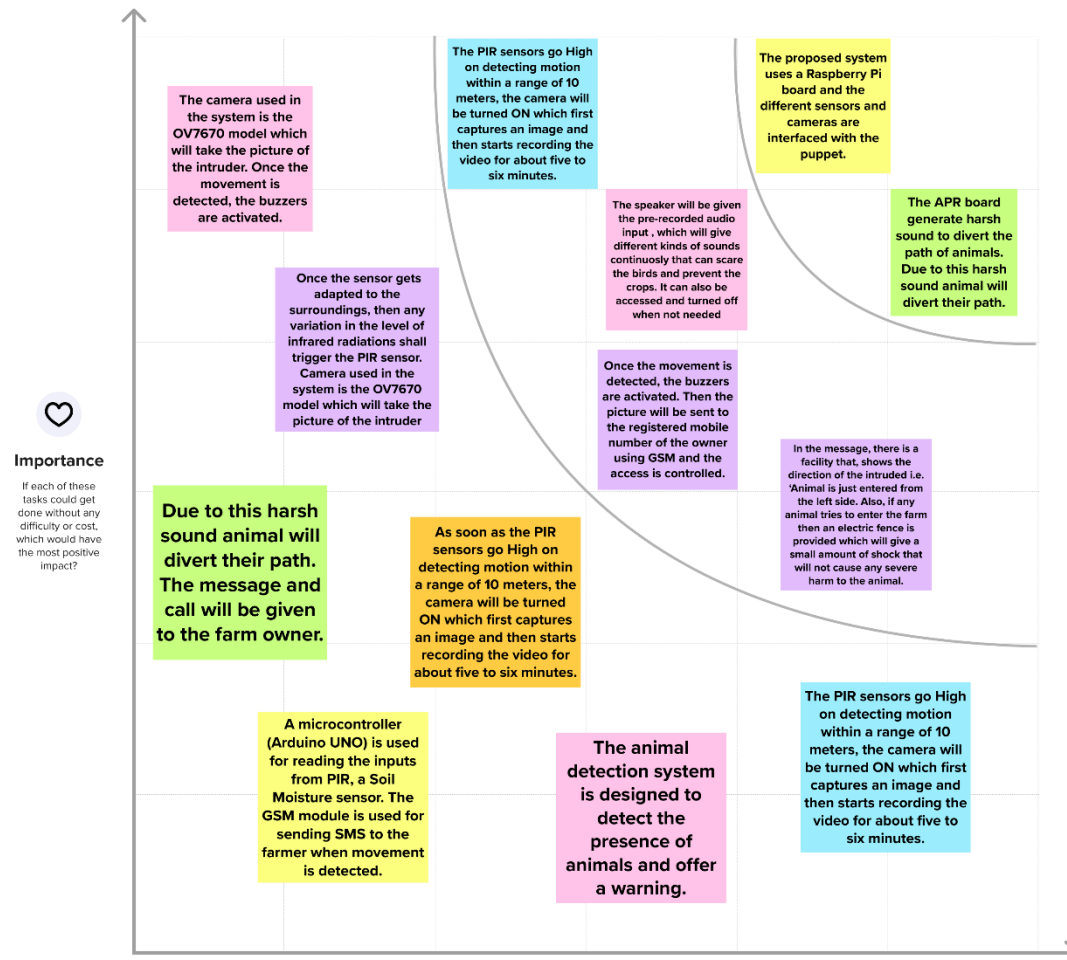 The camera used in
the system is the
OV7670 model which
will take the picture of
the intruder. Once the
movement is
detected, the buzzers
are activated.
The PIR sensors go High
on detecting motion
within a range of 10
meters, the camera will
be turned ON which first
captures an image and
then starts recording the
video for about five to
six minutes.
The proposed system
uses a Raspberry Pi
board and the
different sensors and
cameras are
interfaced with the
puppet.
The speaker will be given
the pre-recorded audio
input , which will give
different kinds of sounds
continuosly that can scare
the birds and prevent the
crops. It can also be
accessed and turned off
when not needed
The APR board
generate harsh
sound to divert the
path of animals.
Due to this harsh
sound animal will
divert their path.
Once the sensor gets
adapted to the
surroundings, then any
variation in the level of
infrared radiations shall
trigger the PIR sensor.
Camera used in the
system is the OV7670
model which will take the
picture of the intruder
Once the movement is
detected, the buzzers
are activated. Then the
picture will be sent to
the registered mobile
number of the owner
using GSM and the
access is controlled.
In the message, there is a
facility that, shows the
direction of the intruded i.e.
‘Animal is just entered from
the left side. Also, if any
animal tries to enter the farm
then an electric fence is
provided which will give a
small amount of shock that
will not cause any severe
harm to the animal.
Importance
If each of these
tasks could get
done without any
difficulty or cost,
which would have
the most positive
impact?
Due to this harsh
sound animal will
divert their path.
The message and
call will be given
to the farm owner.
As soon as the PIR
sensors go High on
detecting motion within
a range of 10 meters, the
camera will be turned
ON which first captures
an image and then starts
recording the video for
about five to six minutes.
A microcontroller
(Arduino UNO) is used
for reading the inputs
from PIR, a Soil
Moisture sensor. The
GSM module is used for
sending SMS to the
farmer when movement
is detected.
The animal
detection system
is designed to
detect the
presence of
animals and offer
a warning.
The PIR sensors go High
on detecting motion
within a range of 10
meters, the camera will
be turned ON which first
captures an image and
then starts recording the
video for about five to
six minutes.